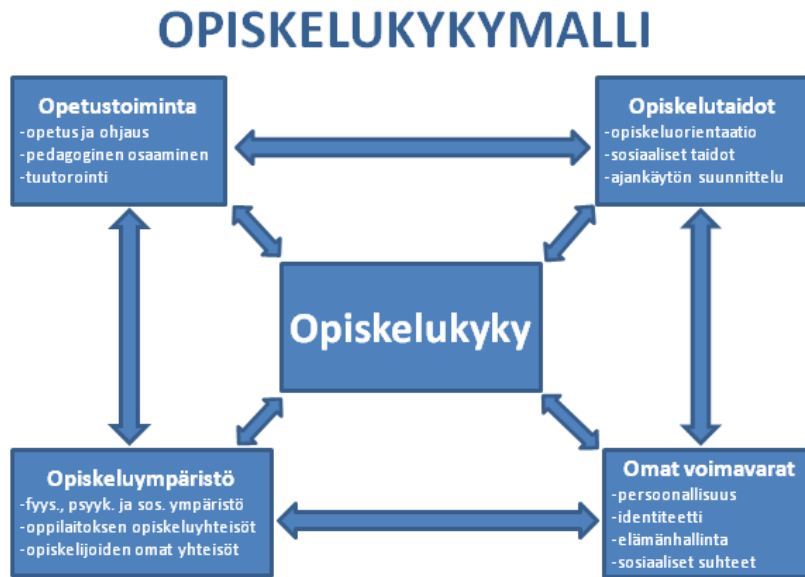 OPISKELUKYKYMALLI
Opetustoiminta
-opetus ja ohjaus
-pedagoginen osaaminen
-tuutorointi
Opiskelutaidot
-opiskeluorientaatio
-sosiaaliset taidot
-ajankäytön suunnittelu
Opiskelukyky
Opiskeluympäristö
-fyys., psyyk. ja sos. ympäristö
-oppilaitoksen opiskeluyhteisöt
-opiskelijoiden omat yhteisöt
Omat voimavarat
-persoonallisuus
-identiteetti
-elämänhallinta
-sosiaaliset suhteet